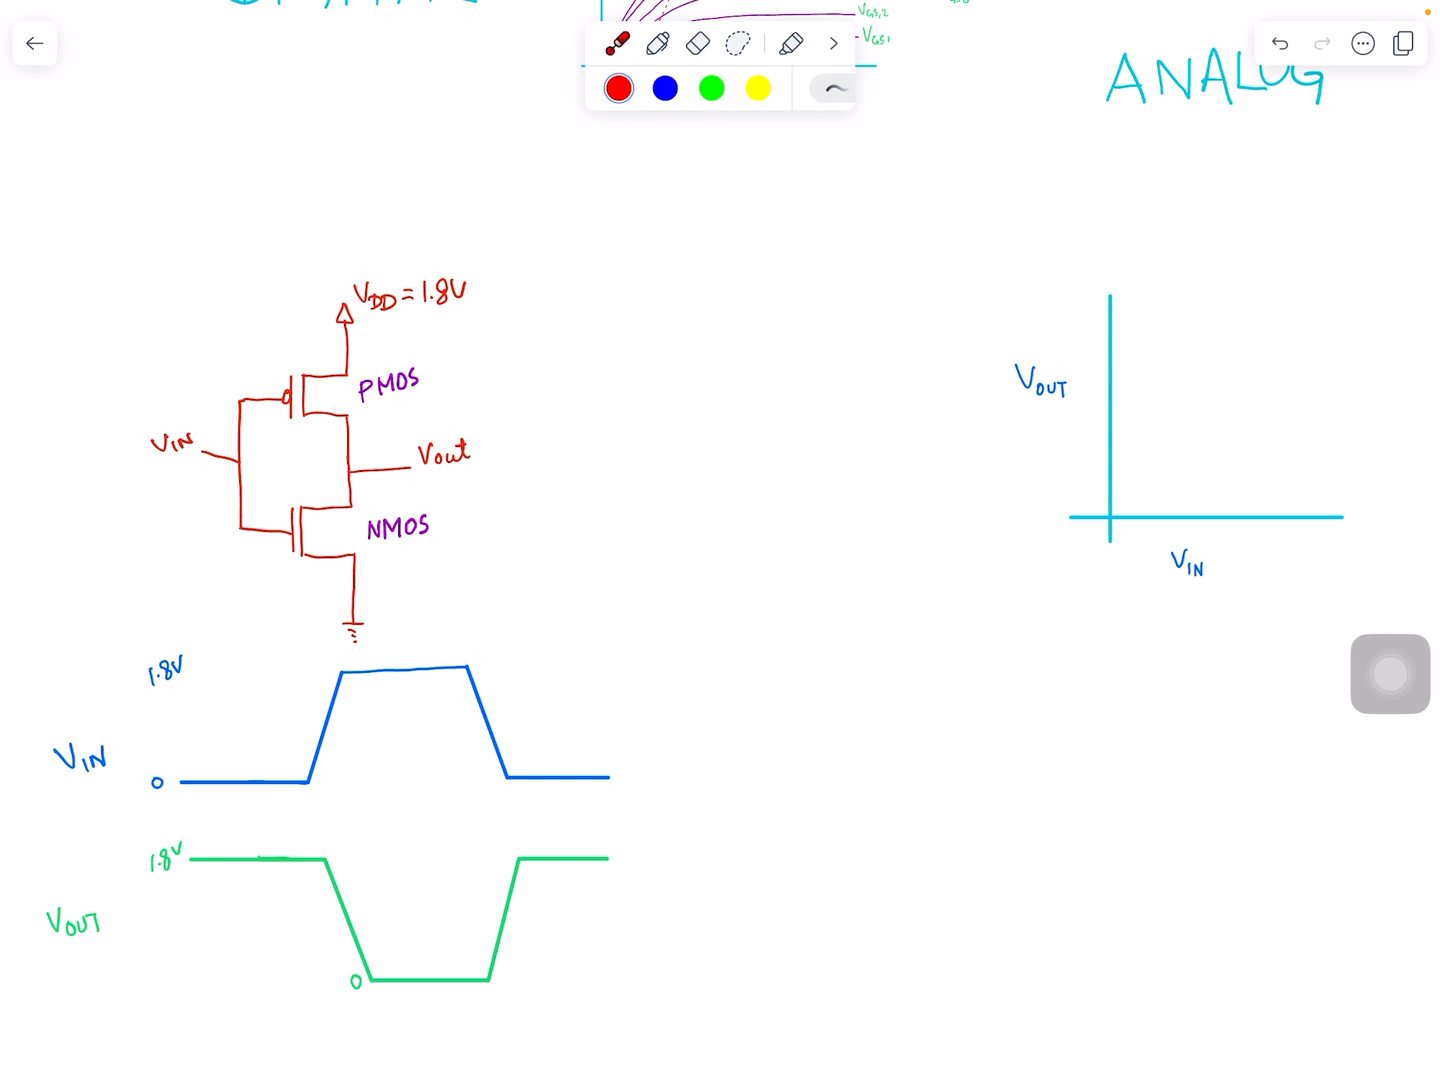 VGS,2
VGS1
ANALOG
VDD = 1.8V
PMOS
VIN
Vout
NMOS
VOUT
VIN
1.8V
VIN
0
1.8V
VOUT
0